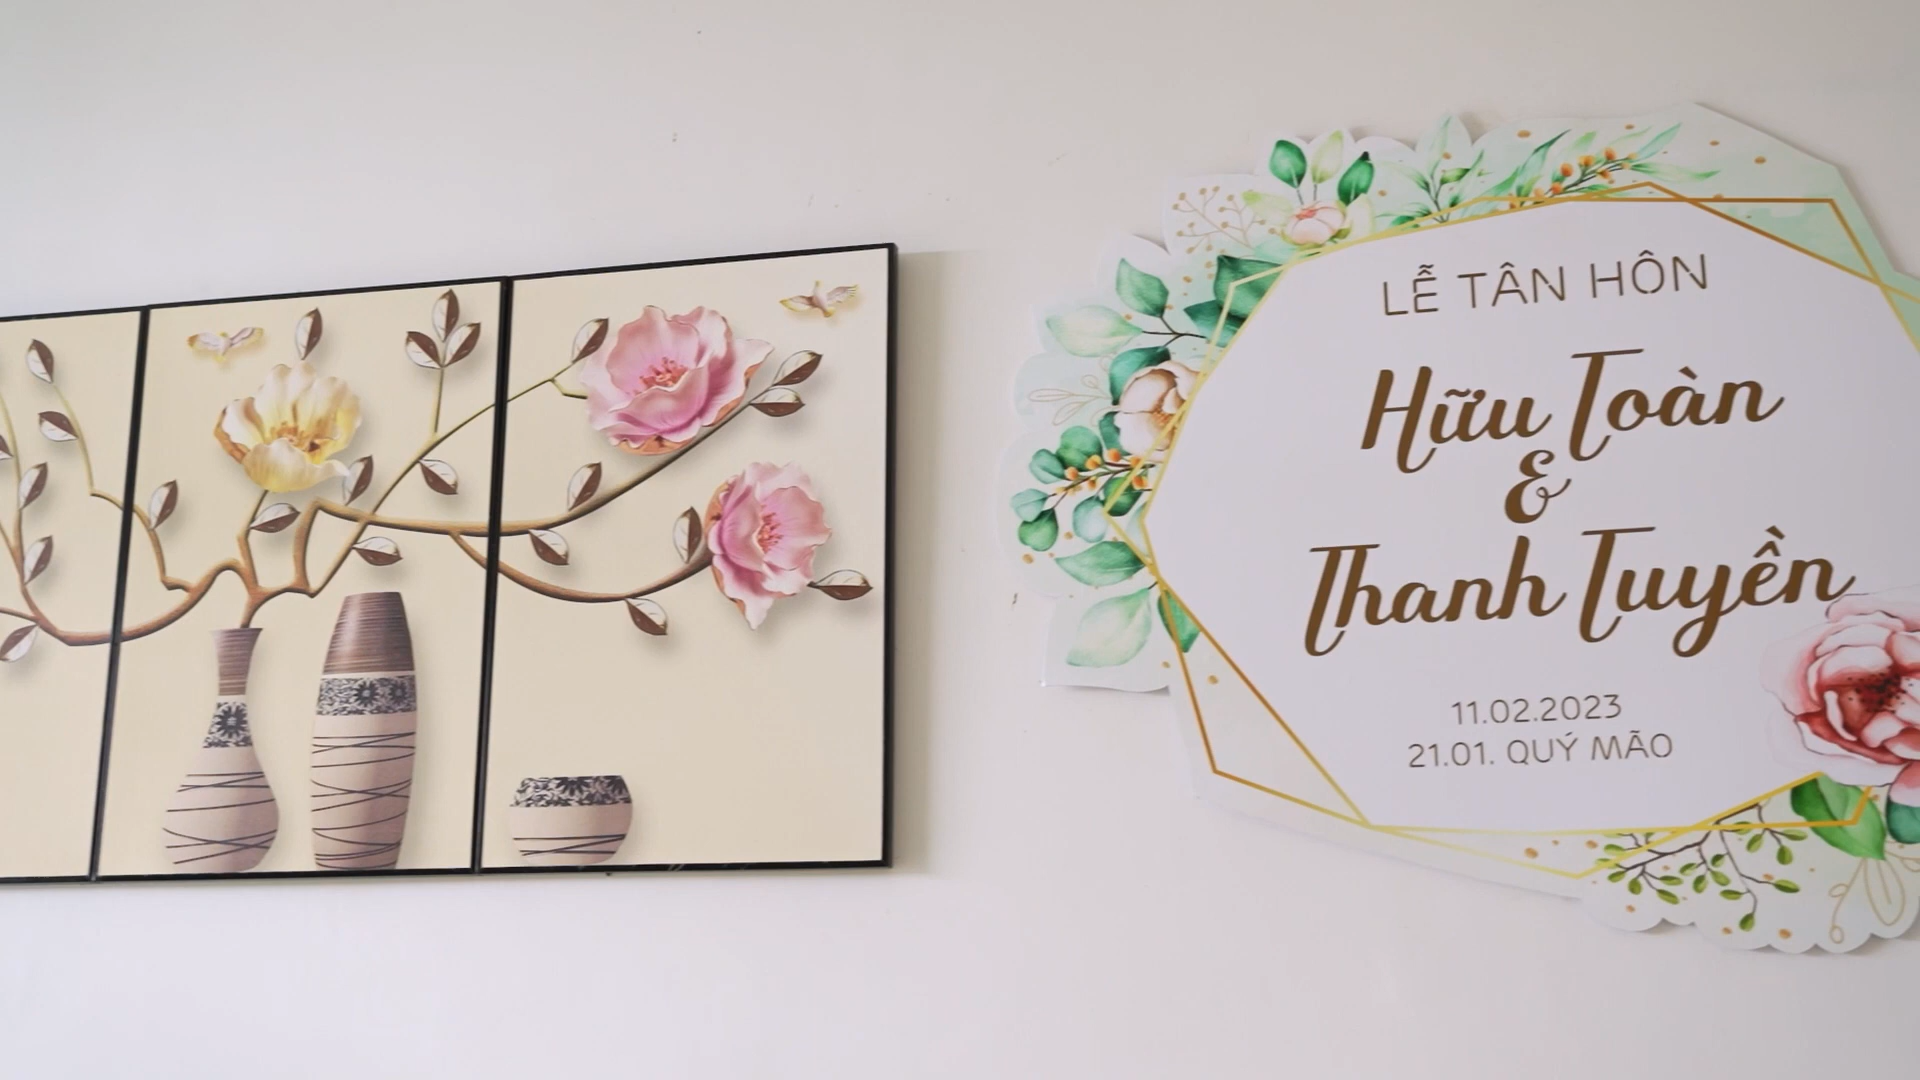 LỄ TÂN HÔN
Hữu Toàn
&
Thanh Tuyền
11.02.2023
21.01. QUÝ MÃO